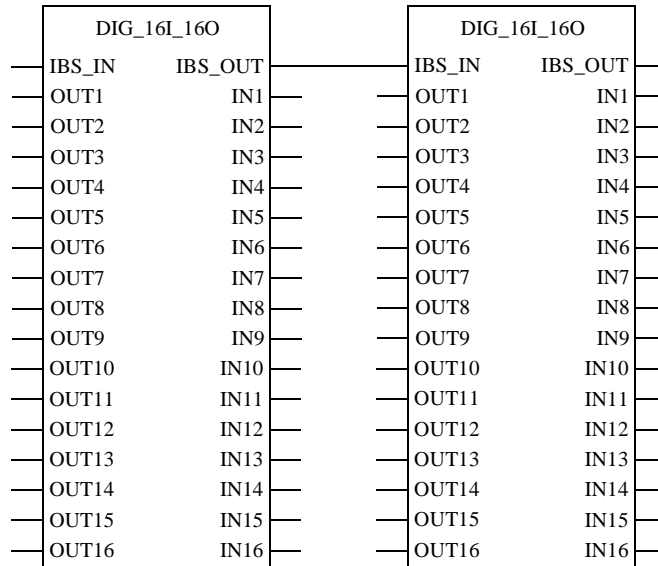 DIG_16I_16O DIG_16I_16O
IBS_IN IBS_OUT IBS_IN IBS_OUT
OUT1 IN1 OUT1 IN1
OUT2 IN2 OUT2 IN2
OUT3 IN3 OUT3 IN3
OUT4 IN4 OUT4 IN4
OUT5 IN5 OUT5 IN5
OUT6 IN6 OUT6 IN6
OUT7 IN7 OUT7 IN7
OUT8 IN8 OUT8 IN8
OUT9 IN9 OUT9 IN9
OUT10 IN10 OUT10 IN10
OUT11 IN11 OUT11 IN11
OUT12 IN12 OUT12 IN12
OUT13 IN13 OUT13 IN13
OUT14 IN14 OUT14 IN14
OUT15 IN15 OUT15 IN15
OUT16 IN16 OUT16 IN16